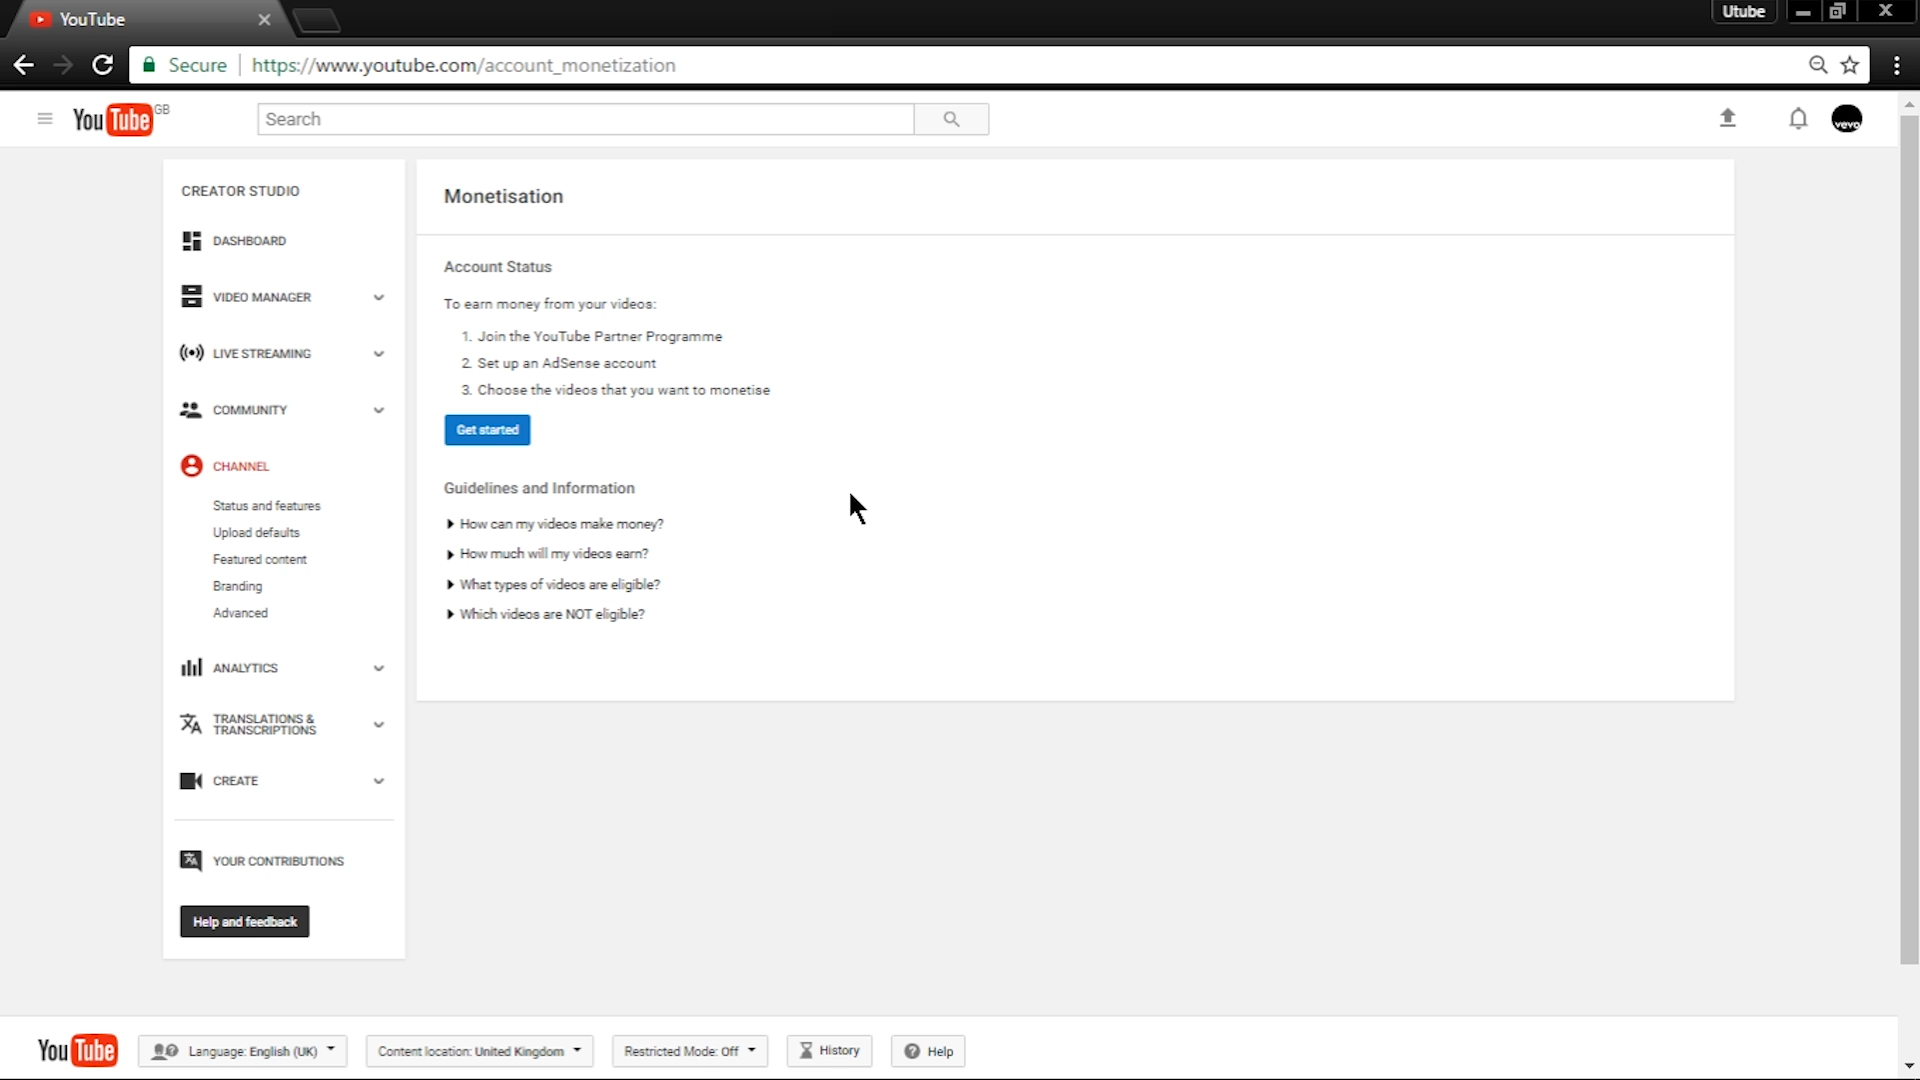 YouTube
Utube
Secure
https://www.youtube.com/account_monetization
YouTube GB
Search
vevo
CREATOR STUDIO
DASHBOARD
VIDEO MANAGER
LIVE STREAMING
COMMUNITY
CHANNEL
Status and features
Upload defaults
Featured content
Branding
Advanced
ANALYTICS
TRANSLATIONS &
TRANSCRIPTIONS
CREATE
YOUR CONTRIBUTIONS
Help and feedback
Monetisation
Account Status
To earn money from your videos:
1. Join the YouTube Partner Programme
2. Set up an AdSense account
3. Choose the videos that you want to monetise
Get started
Guidelines and Information
How can my videos make money?
How much will my videos earn?
What types of videos are eligible?
Which videos are NOT eligible?
YouTube
Language: English (UK)
Content location: United Kingdom
Restricted Mode: Off
History
Help